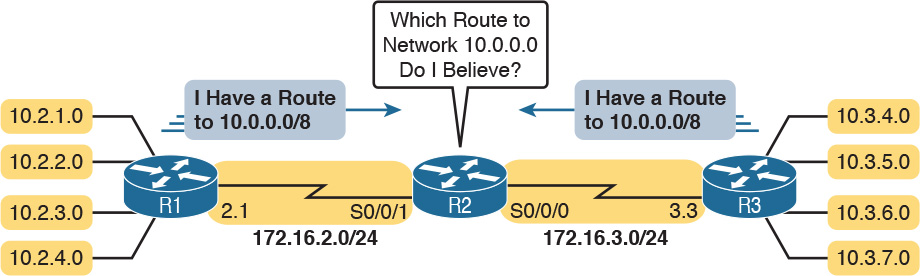 Which Route to
Network 10.0.0.0
Do I Believe?
I Have a Route
to 10.0.0.0/8
I Have a Route
to 10.0.0.0/8
10.2.1.0
10.2.2.0
10.2.3.0
10.2.4.0
R1
2.1
S0/0/1
172.16.2.0/24
R2
S0/0/0
3.3
172.16.3.0/24
R3
10.3.4.0
10.3.5.0
10.3.6.0
10.3.7.0